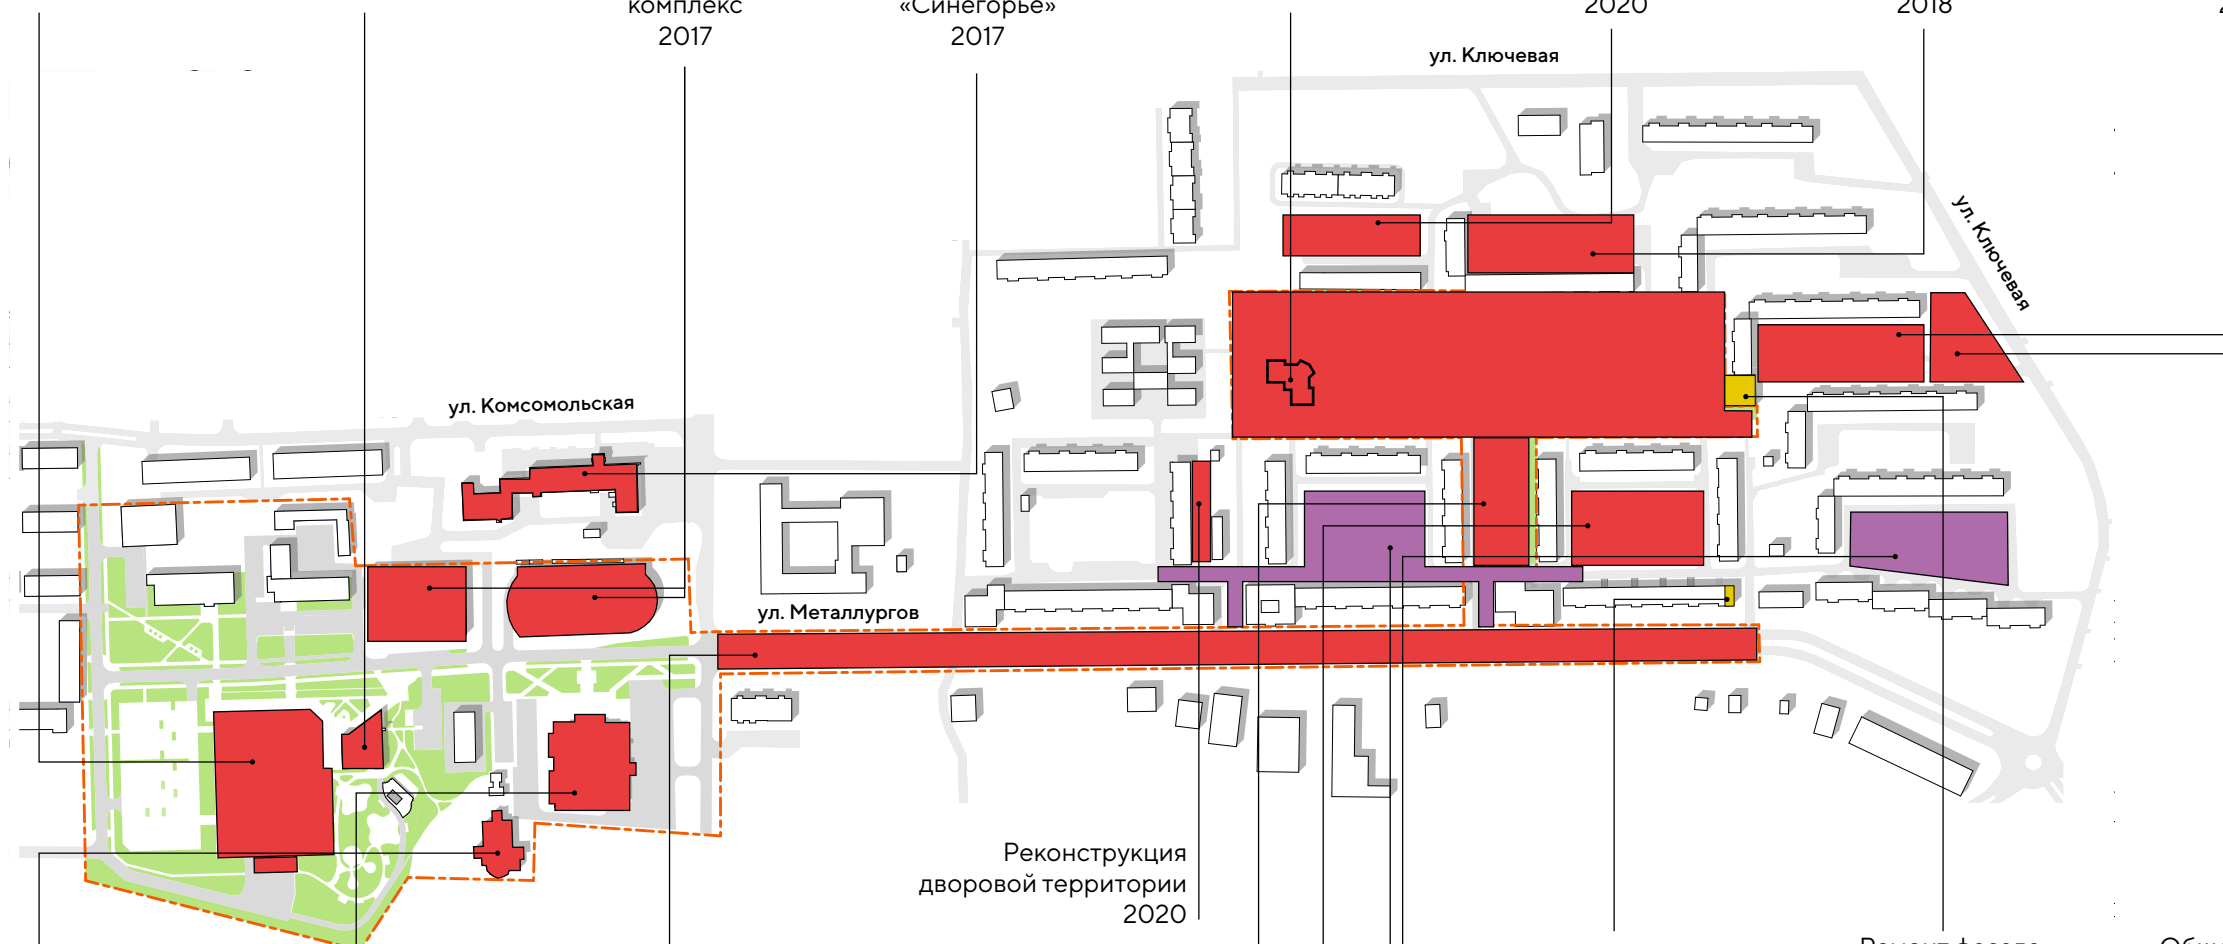 комплекс
2017
«Синегорье»
2017
2020
2018
ул. Ключевая
ул. Ключевая
ул. Комсомольская
ул. Металлургов
Реконструкция
дворовой территории
2020